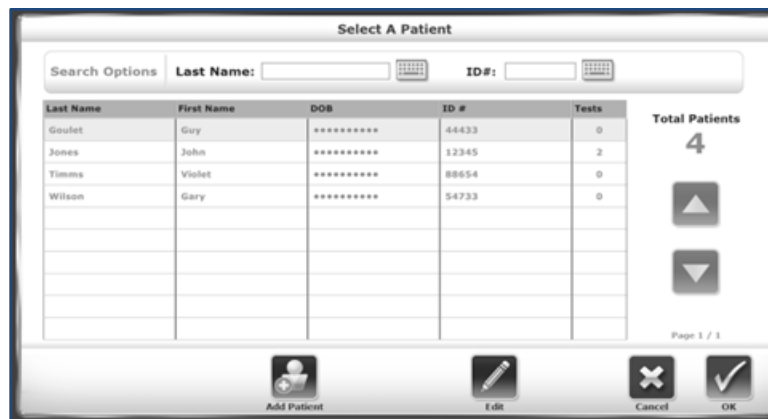 Select A Patient
Search Options Last Name: ID#:
Last Name First Name DOB ID # Tests
Goulet Guy ********** 44433 0
Jones John ********** 12345 2
Timms Violet ********** 88654 0
Wilson Gary ********** 54733 0
Total Patients
4
Page 1 / 1
Add Patient Edit Cancel OK